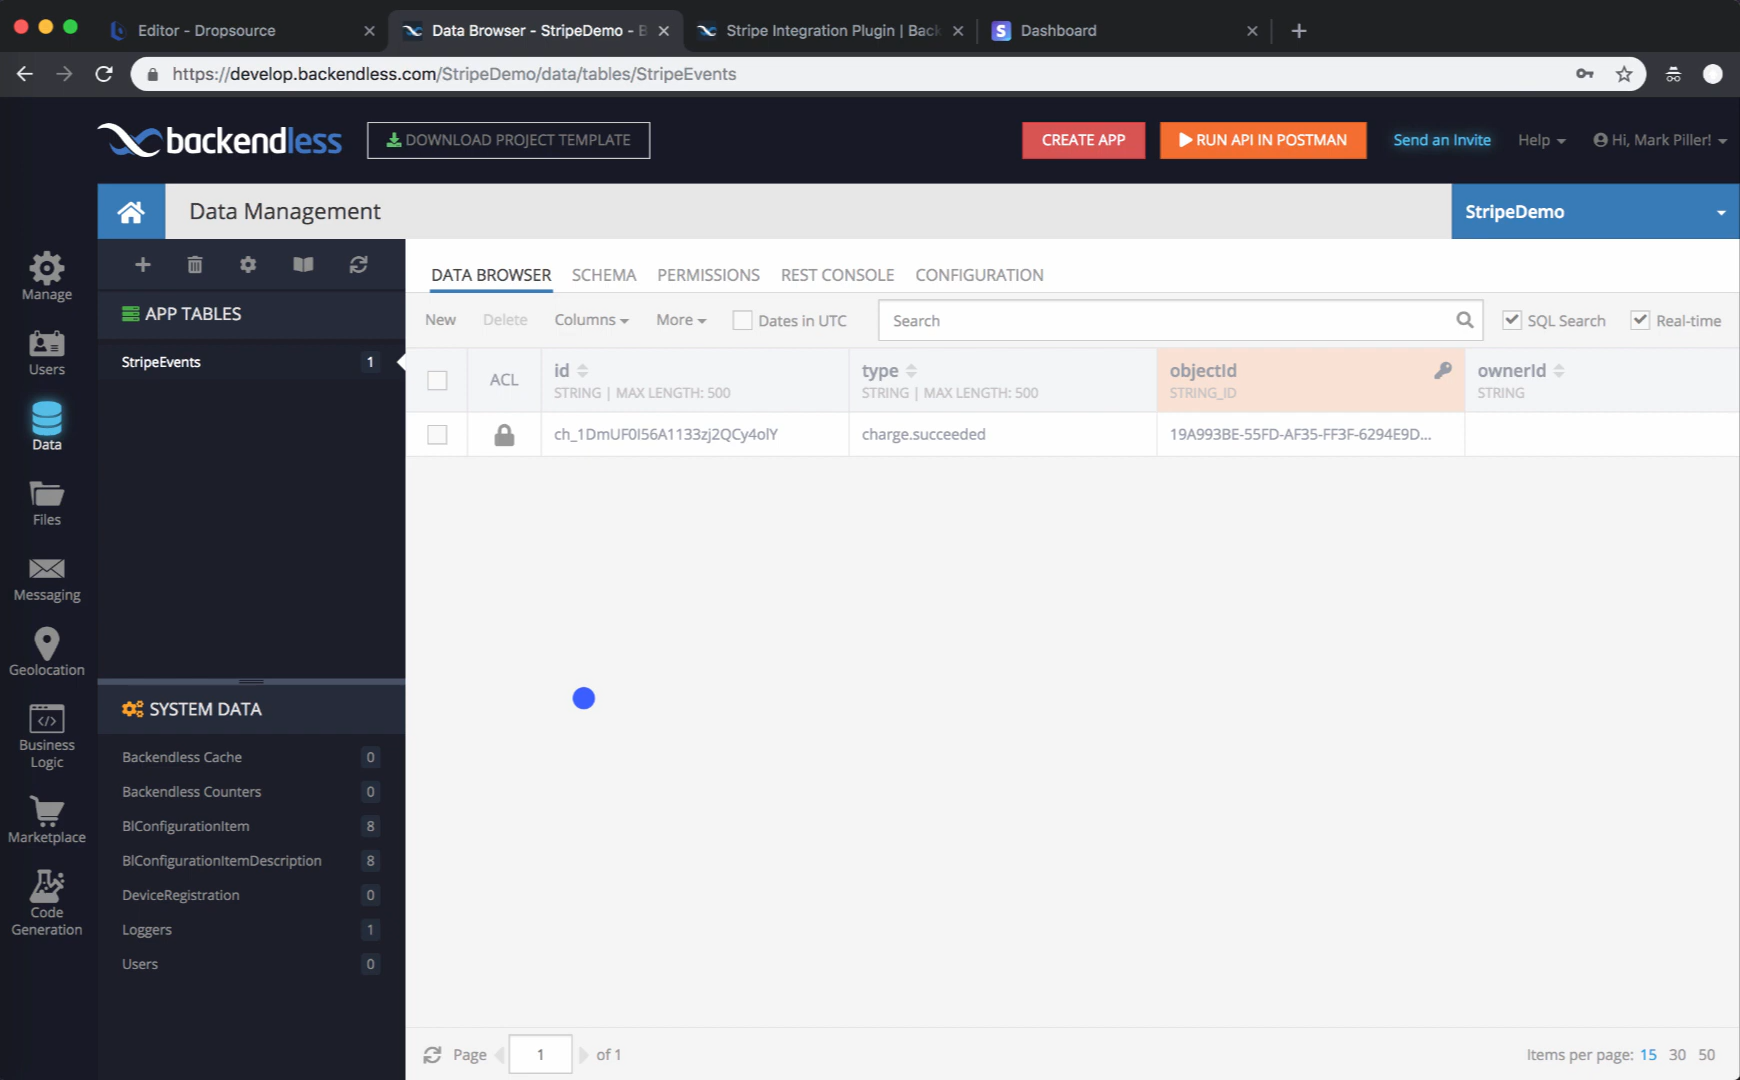 Editor - Dropsource
Data Browser - StripeDemo - B
Stripe Integration Plugin | Back
S Dashboard
https://develop.backendless.com/StripeDemo/data/tables/StripeEvents
backendless
DOWNLOAD PROJECT TEMPLATE
CREATE APP
RUN API IN POSTMAN
Send an Invite
Help
Hi, Mark Piller!
Data Management
StripeDemo
Manage
Users
Data
Files
Messaging
Geolocation
Business
Logic
Marketplace
Code
Generation
APP TABLES
StripeEvents 1
SYSTEM DATA
Backendless Cache 0
Backendless Counters 0
BlConfigurationItem 8
BlConfigurationItemDescription 8
DeviceRegistration 0
Loggers 1
Users 0
DATA BROWSER SCHEMA PERMISSIONS REST CONSOLE CONFIGURATION
New Delete Columns More Dates in UTC Search SQL Search Real-time
ACL id type objectId ownerId
STRING | MAX LENGTH: 500 STRING | MAX LENGTH: 500 STRING_ID STRING
ch_1DmUF0I56A1133zj2QCy4olY charge.succeeded 19A993BE-55FD-AF35-FF3F-6294E9D...
Page 1 of 1
Items per page: 15 30 50